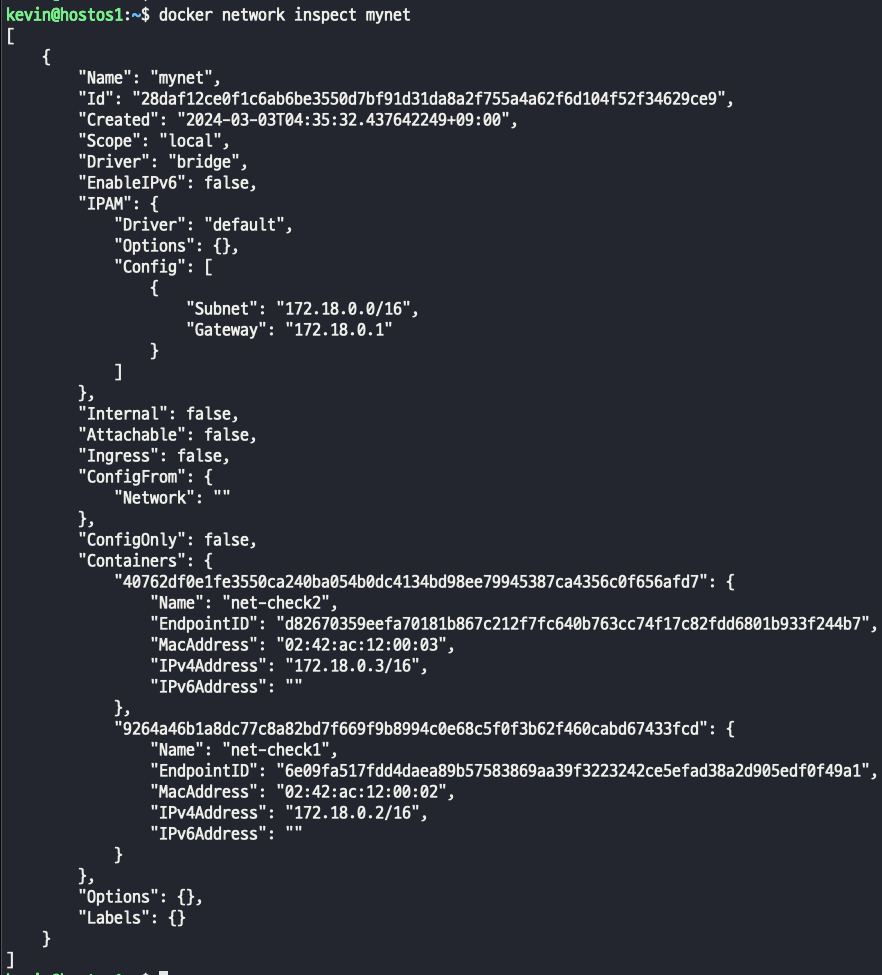 kevin@hostos1:~$ docker network inspect mynet
[
    {
        "Name": "mynet",
        "Id": "28daf12ce0f1c6ab6be3550d7bf91d31da8a2f755a4a62f6d104f52f34629ce9",
        "Created": "2024-03-03T04:35:32.437642249+09:00",
        "Scope": "local",
        "Driver": "bridge",
        "EnableIPv6": false,
        "IPAM": {
            "Driver": "default",
            "Options": {},
            "Config": [
                {
                    "Subnet": "172.18.0.0/16",
                    "Gateway": "172.18.0.1"
                }
            ]
        },
        "Internal": false,
        "Attachable": false,
        "Ingress": false,
        "ConfigFrom": {
            "Network": ""
        },
        "ConfigOnly": false,
        "Containers": {
            "40762df0e1fe3550ca240ba054b0dc4134bd98ee79945387ca4356c0f656afd7": {
                "Name": "net-check2",
                "EndpointID": "d82670359eefa70181b867c212f7fc640b763cc74f17c82fdd6801b933f244b7",
                "MacAddress": "02:42:ac:12:00:03",
                "IPv4Address": "172.18.0.3/16",
                "IPv6Address": ""
            },
            "9264a46b1a8dc77c8a82bd7f669f9b8994c0e68c5f0f3b62f460cabd67433fcd": {
                "Name": "net-check1",
                "EndpointID": "6e09fa517fdd4daea89b57583869aa39f3223242ce5efad38a2d905edf0f49a1",
                "MacAddress": "02:42:ac:12:00:02",
                "IPv4Address": "172.18.0.2/16",
                "IPv6Address": ""
            }
        },
        "Options": {},
        "Labels": {}
    }
]